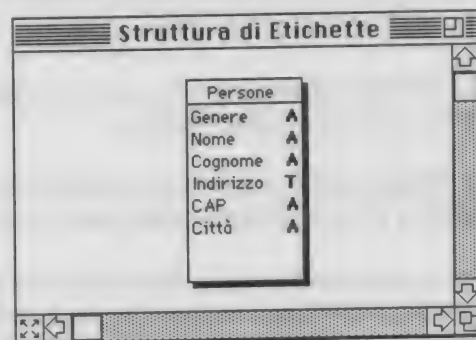 Struttura di Etichette
Persone
Genere A
Nome A
Cognome A
Indirizzo T
CAP A
Città A